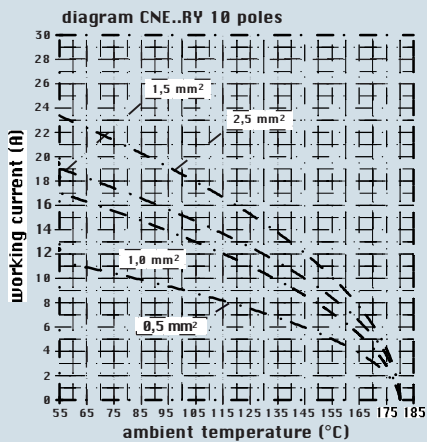 diagram CNE..RY 10 poles
30
28
26
24
22
20
18
16
14
12
10
8
6
4
2
0
working current (A)
1,5 mm²
2,5 mm²
1,0 mm²
0,5 mm²
55 65 75 85 95 105 115 125 135 145 155 165 175 185
ambient temperature (°C)